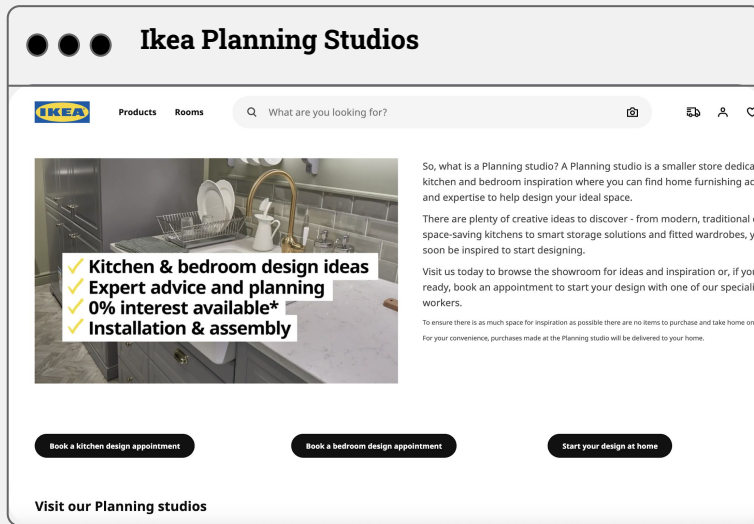 Ikea Planning Studios
IKEA
Products Rooms What are you looking for?
Kitchen & bedroom design ideas
Expert advice and planning
0% interest available*
Installation & assembly
So, what is a Planning studio? A Planning studio is a smaller store
kitchen and bedroom inspiration where you can find home furnishing
and expertise to help design your ideal space.
There are plenty of creative ideas to discover - from modern, traditional
space-saving kitchens to smart storage solutions and fitted wardrobes,
soon be inspired to start designing.
Visit us today to browse the showroom for ideas and inspiration or, if
ready, book an appointment to start your design with one of our
workers.
To ensure there is as much space for inspiration as possible there are no items to purchase and take home
For your convenience, purchases made at the Planning studio will be delivered to your home.
Book a kitchen design appointment
Book a bedroom design appointment
Start your design at home
Visit our Planning studios